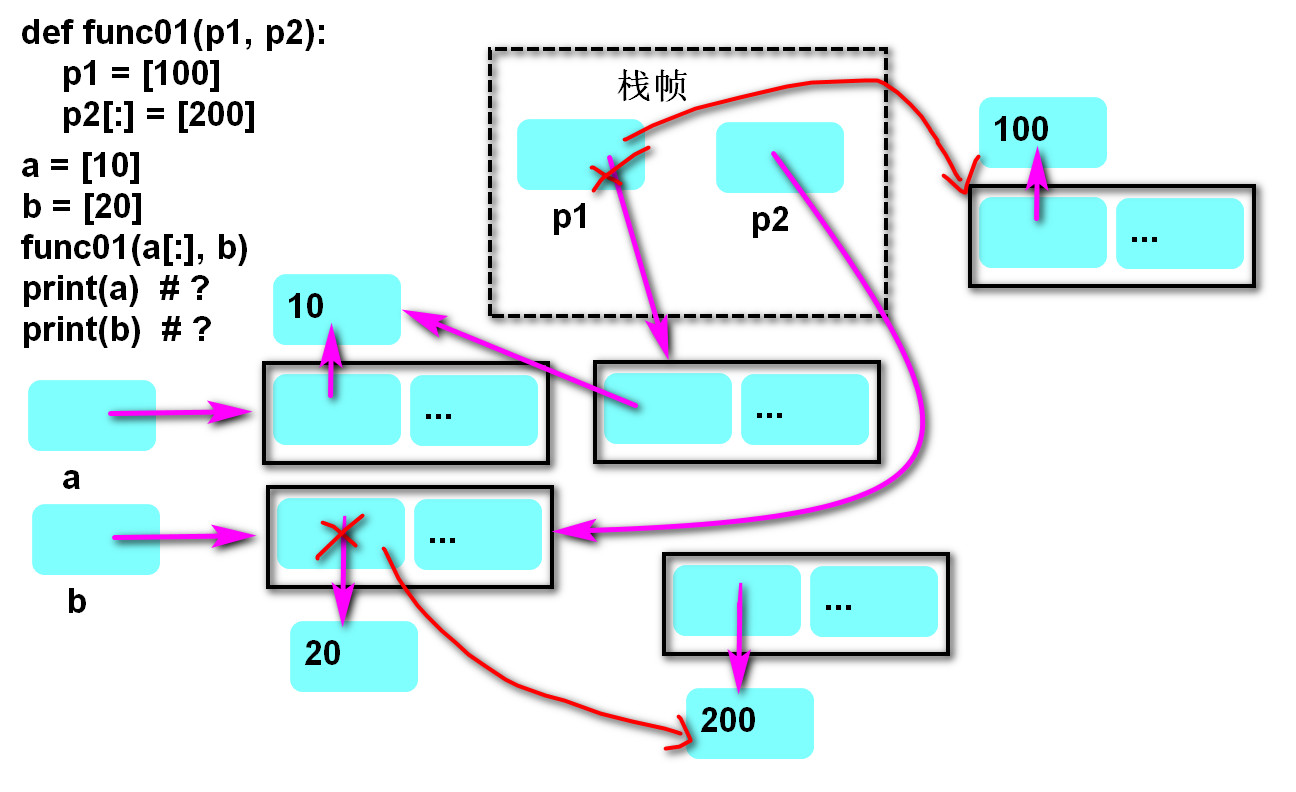 def func01(p1, p2):
    p1 = [100]
    p2[:] = [200]
a = [10]
b = [20]
func01(a[:], b)
print(a)  # ?
print(b)  # ?
栈帧
p1
p2
100
...
10
...
...
a
...
b
20
...
200